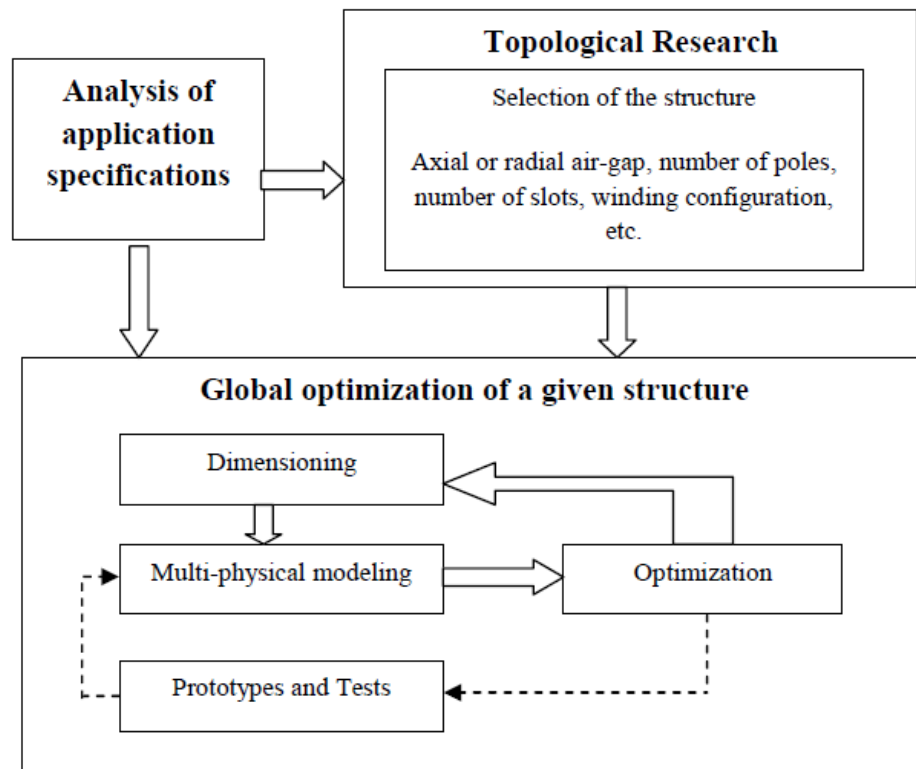 Analysis of
application
specifications
Topological Research
Selection of the structure
Axial or radial air-gap, number of poles,
number of slots, winding configuration,
etc.
Global optimization of a given structure
Dimensioning
Multi-physical modeling
Optimization
Prototypes and Tests